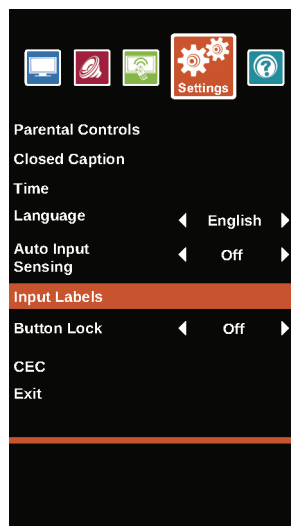 Settings
Parental Controls
Closed Caption
Time
Language English
Auto Input
Sensing Off
Input Labels
Button Lock Off
CEC
Exit